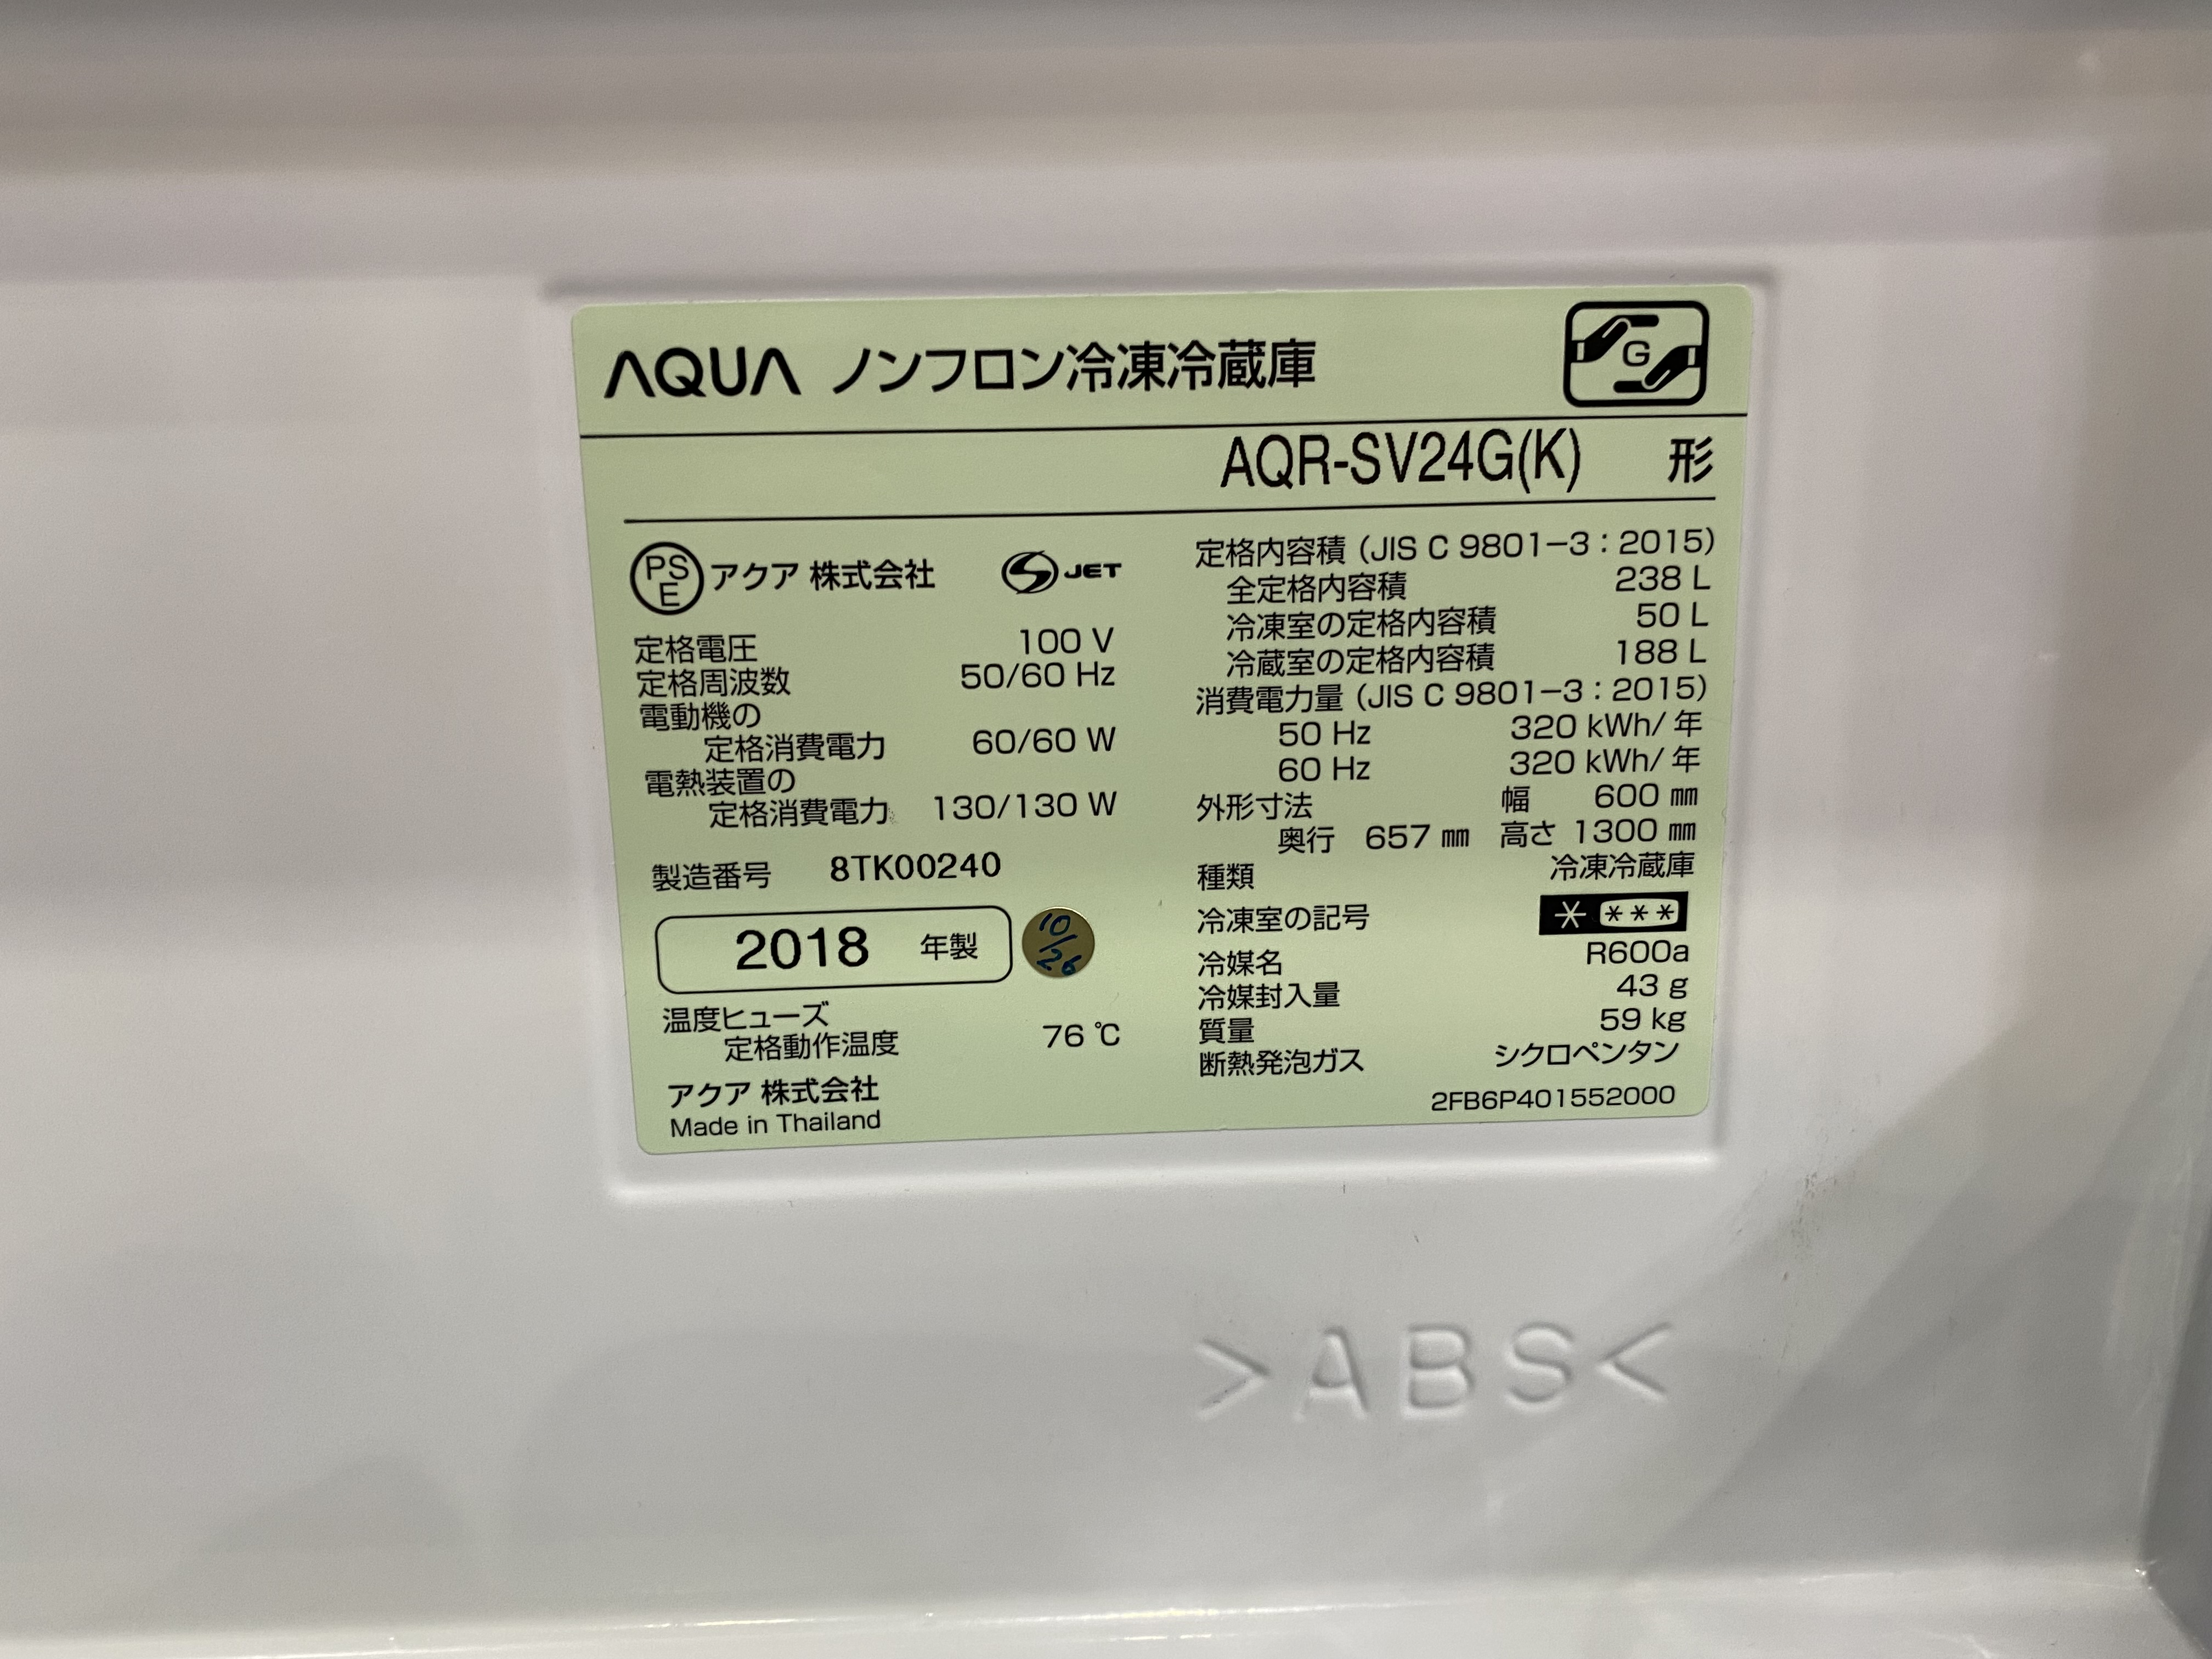 AQUA ノンフロン冷凍冷蔵庫
G
AQR-SV24G(K) 形
PS
E
アクア 株式会社 JET
定格電圧 100 V
定格周波数 50/60 Hz
電動機の
定格消費電力 60/60 W
電熱装置の
定格消費電力 130/130 W
製造番号 8TK00240
2018 年製
10/26
温度ヒューズ
定格動作温度 76 ℃
アクア 株式会社
Made in Thailand
定格内容積 (JIS C 9801-3 : 2015)
全定格内容積 238 L
冷凍室の定格内容積 50 L
冷蔵室の定格内容積 188 L
消費電力量 (JIS C 9801-3 : 2015)
50 Hz 320 kWh/年
60 Hz 320 kWh/年
外形寸法 幅 600 ㎜
奥行 657 ㎜ 高さ 1300 ㎜
種類 冷凍冷蔵庫
冷凍室の記号 * ***
冷媒名 R600a
冷媒封入量 43 g
質量 59 kg
断熱発泡ガス シクロペンタン
2FB6P401552000
>ABS<